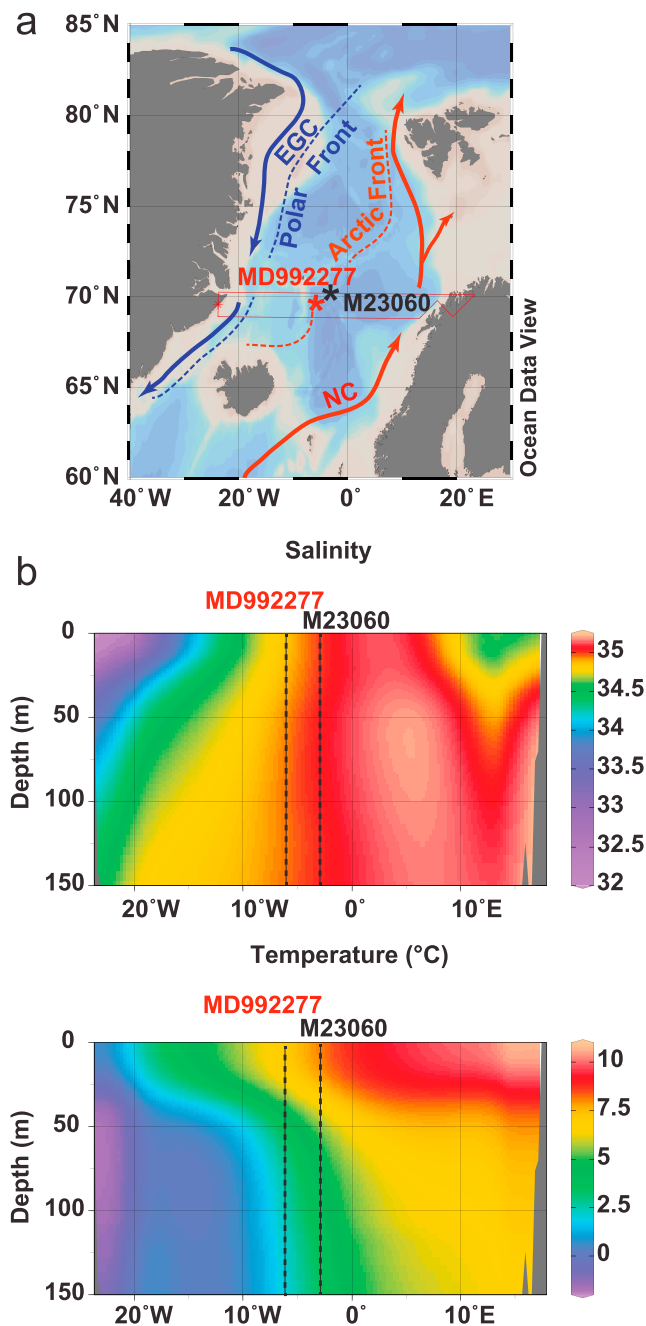 a
85°N
80°N
75°N
70°N
65°N
60°N
EGC
Polar Front
Arctic Front
MD992277
M23060
NC
Ocean Data View
40°W
20°W
0°
20°E
b
Salinity
MD992277
M23060
0
50
100
150
Depth (m)
20°W
10°W
0°
10°E
35
34.5
34
33.5
33
32.5
32
Temperature (°C)
MD992277
M23060
0
50
100
150
Depth (m)
20°W
10°W
0°
10°E
10
7.5
5
2.5
0